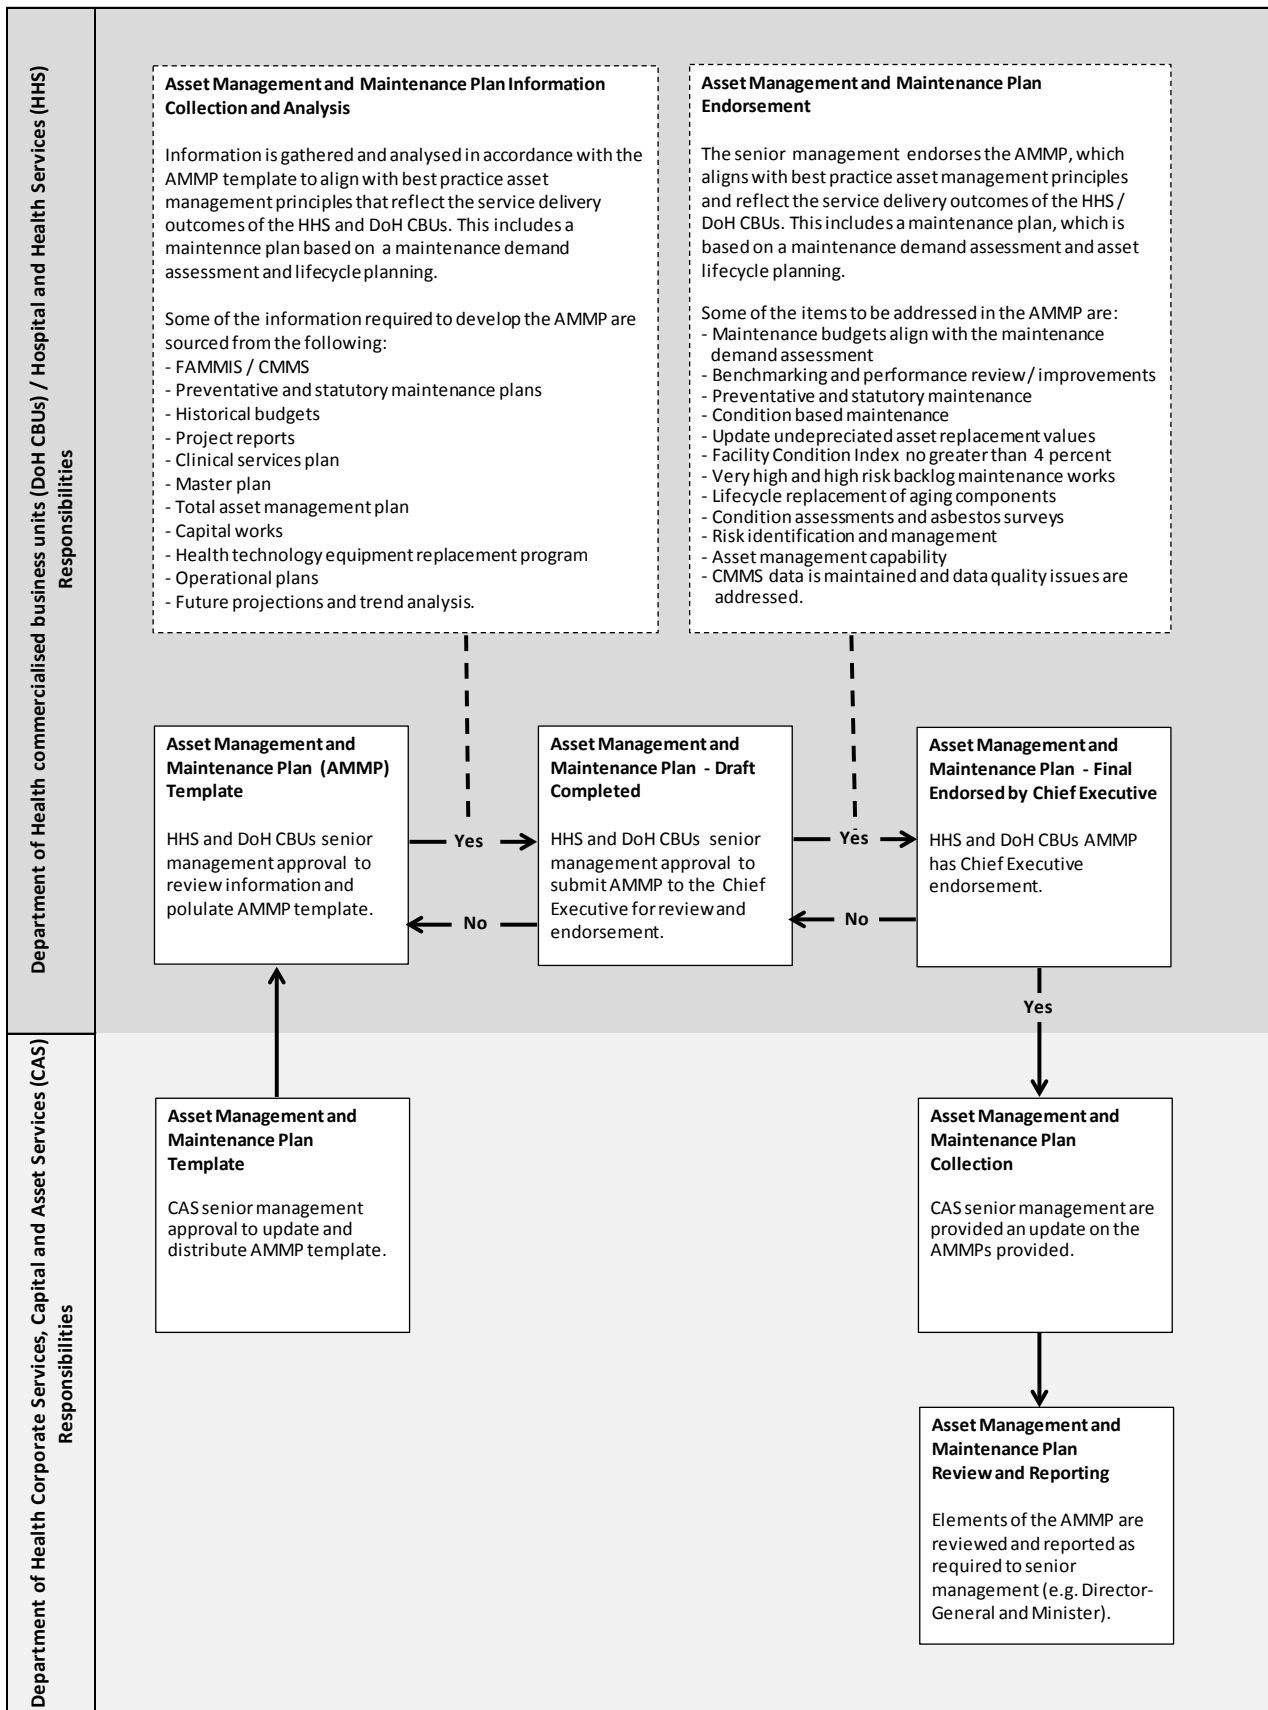 Department of Health commercialised business units (DoH CBUs) / Hospital and Health Services (HHS)
Responsibilities
Asset Management and Maintenance Plan Information
Collection and Analysis
Information is gathered and analysed in accordance with the
AMMP template to align with best practice asset
management principles that reflect the service delivery
outcomes of the HHS and DoH CBUs. This includes a
maintennce plan based on a maintenance demand
assessment and lifecycle planning.
Some of the information required to develop the AMMP are
sourced from the following:
- FAMMIS / CMMS
- Preventative and statutory maintenance plans
- Historical budgets
- Project reports
- Clinical services plan
- Master plan
- Total asset management plan
- Capital works
- Health technology equipment replacement program
- Operational plans
- Future projections and trend analysis.
Asset Management and Maintenance Plan
Endorsement
The senior management endorses the AMMP, which
aligns with best practice asset management principles
and reflect the service delivery outcomes of the HHS /
DoH CBUs. This includes a maintenance plan, which is
based on a maintenance demand assessment and asset
lifecycle planning.
Some of the items to be addressed in the AMMP are:
- Maintenance budgets align with the maintenance
demand assessment
- Benchmarking and performance review/ improvements
- Preventative and statutory maintenance
- Condition based maintenance
- Update undepreciated asset replacement values
- Facility Condition Index no greater than 4 percent
- Very high and high risk backlog maintenance works
- Lifecycle replacement of aging components
- Condition assessments and asbestos surveys
- Risk identification and management
- Asset management capability
- CMMS data is maintained and data quality issues are
addressed.
Asset Management and
Maintenance Plan (AMMP)
Template
HHS and DoH CBUs senior
management approval to
review information and
polulate AMMP template.
Yes
No
Asset Management and
Maintenance Plan - Draft
Completed
HHS and DoH CBUs senior
management approval to
submit AMMP to the Chief
Executive for review and
endorsement.
Yes
No
Asset Management and
Maintenance Plan - Final
Endorsed by Chief Executive
HHS and DoH CBUs AMMP
has Chief Executive
endorsement.
Yes
Department of Health Corporate Services, Capital and Asset Services (CAS)
Responsibilities
Asset Management and
Maintenance Plan
Template
CAS senior management
approval to update and
distribute AMMP template.
Asset Management and
Maintenance Plan
Collection
CAS senior management are
provided an update on the
AMMPs provided.
Asset Management and
Maintenance Plan
Review and Reporting
Elements of the AMMP are
reviewed and reported as
required to senior
management (e.g. Director-
General and Minister).